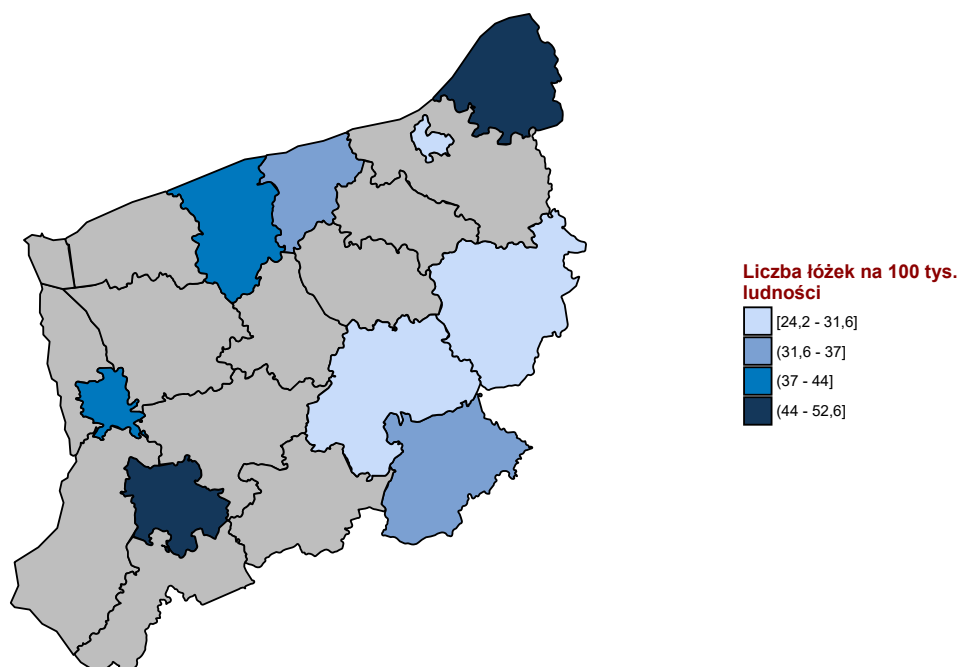 Liczba łóżek na 100 tys.
ludności
[24,2 - 31,6]
(31,6 - 37]
(37 - 44]
(44 - 52,6]